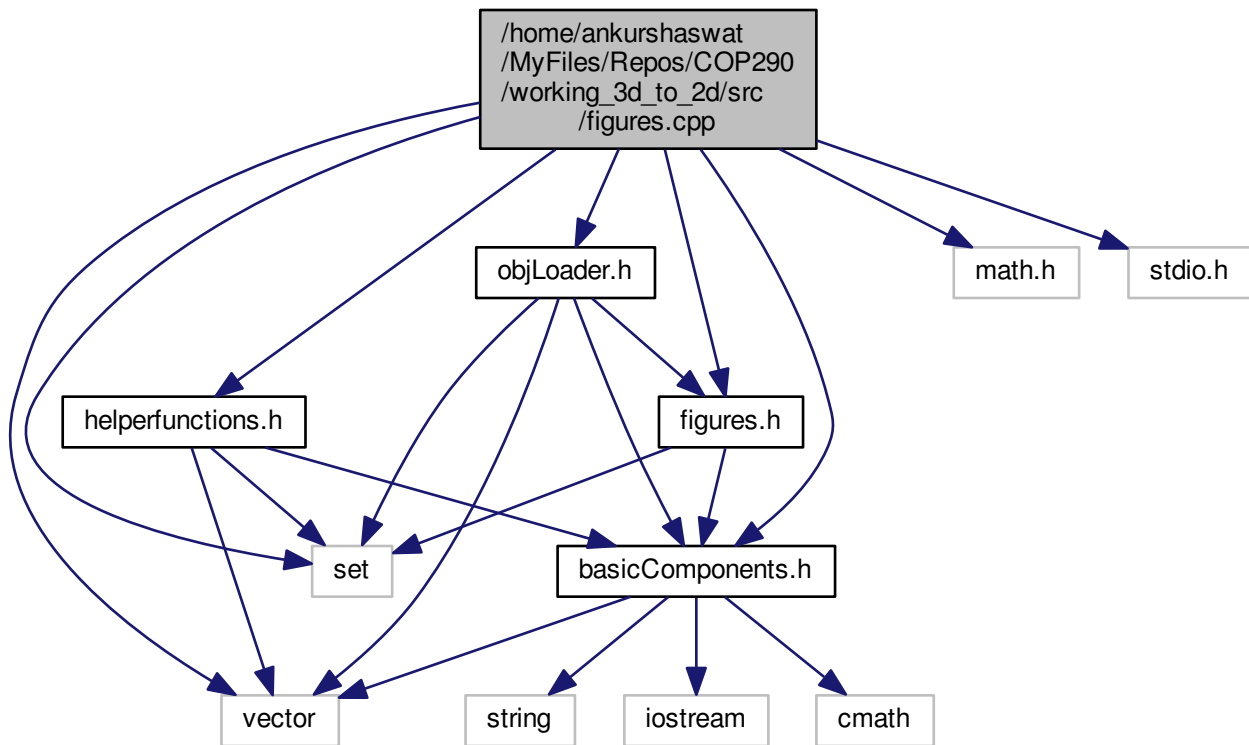 /home/ankurshaswat
/MyFiles/Repos/COP290
/working_3d_to_2d/src
/figures.cpp
objLoader.h
math.h
stdio.h
helperfunctions.h
figures.h
set
basicComponents.h
vector
string
iostream
cmath